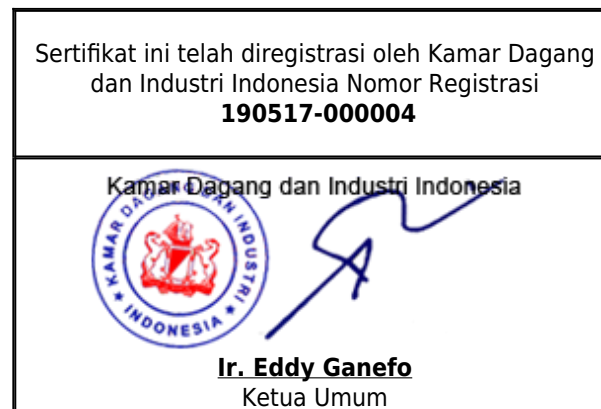 Sertifikat ini telah diregistrasi oleh Kamar Dagang
dan Industri Indonesia Nomor Registrasi
190517-000004
Kamar Dagang dan Industri Indonesia
KAMAR DAGANG DAN INDUSTRI
INDONESIA
Ir. Eddy Ganefo
Ketua Umum